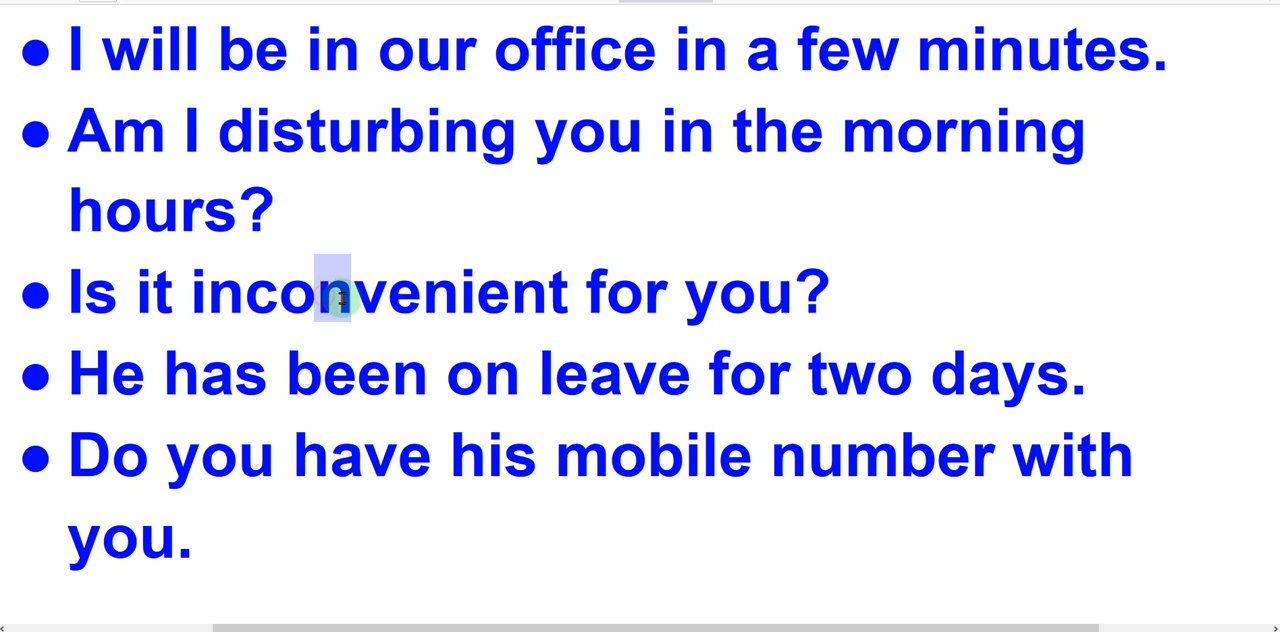 ● I will be in our office in a few minutes.
● Am I disturbing you in the morning
hours?
● Is it inconvenient for you?
● He has been on leave for two days.
● Do you have his mobile number with
you.